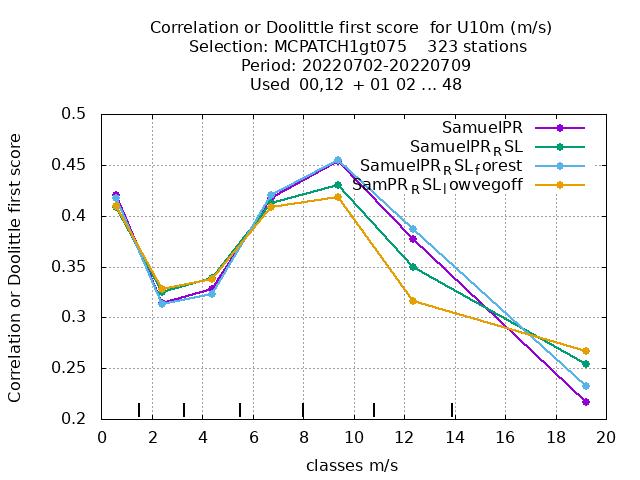 Correlation or Doolittle first score  for U10m (m/s)
Selection: MCPATCH1gt075    323 stations
Period: 20220702-20220709
Used  00,12  + 01 02 ... 48
SamuelPR
SamuelPR_RSL
SamuelPR_RSL_forest
SamPR_RSL_lowvegoff
Correlation or Doolittle first score
0.5
0.45
0.4
0.35
0.3
0.25
0.2
0 2 4 6 8 10 12 14 16 18 20
classes m/s